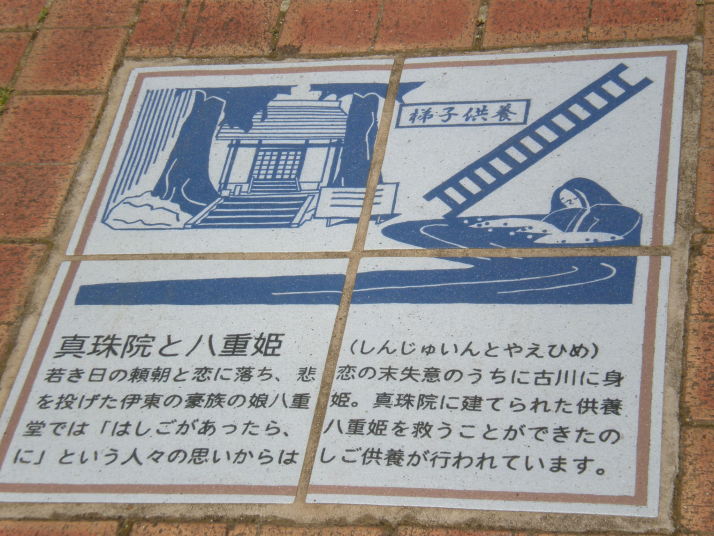 梯子供養
真珠院と八重姫 (しんじゅいんとやえひめ)
若き日の頼朝と恋に落ち、悲恋の末失意のうちに古川に身
を投げた伊東の豪族の娘八重姫。真珠院に建てられた供養
堂では「はしごがあったら、八重姫を救うことができたの
に」という人々の思いからはしご供養が行われています。